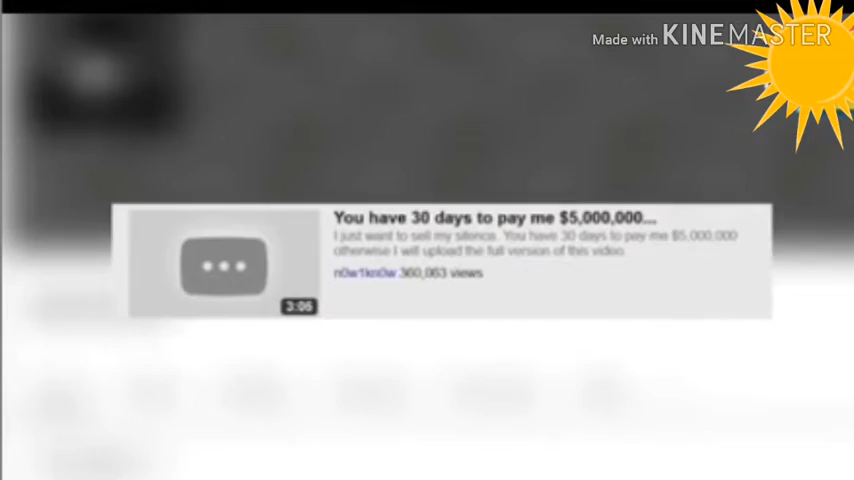 Made with KINEMASTER
You have 30 days to pay me $5,000,000...
I just want to sell my silence. You have 30 days to pay me $5,000,000
otherwise I will upload the full version of this video.
n0w1kn0w 360,063 views
3:06